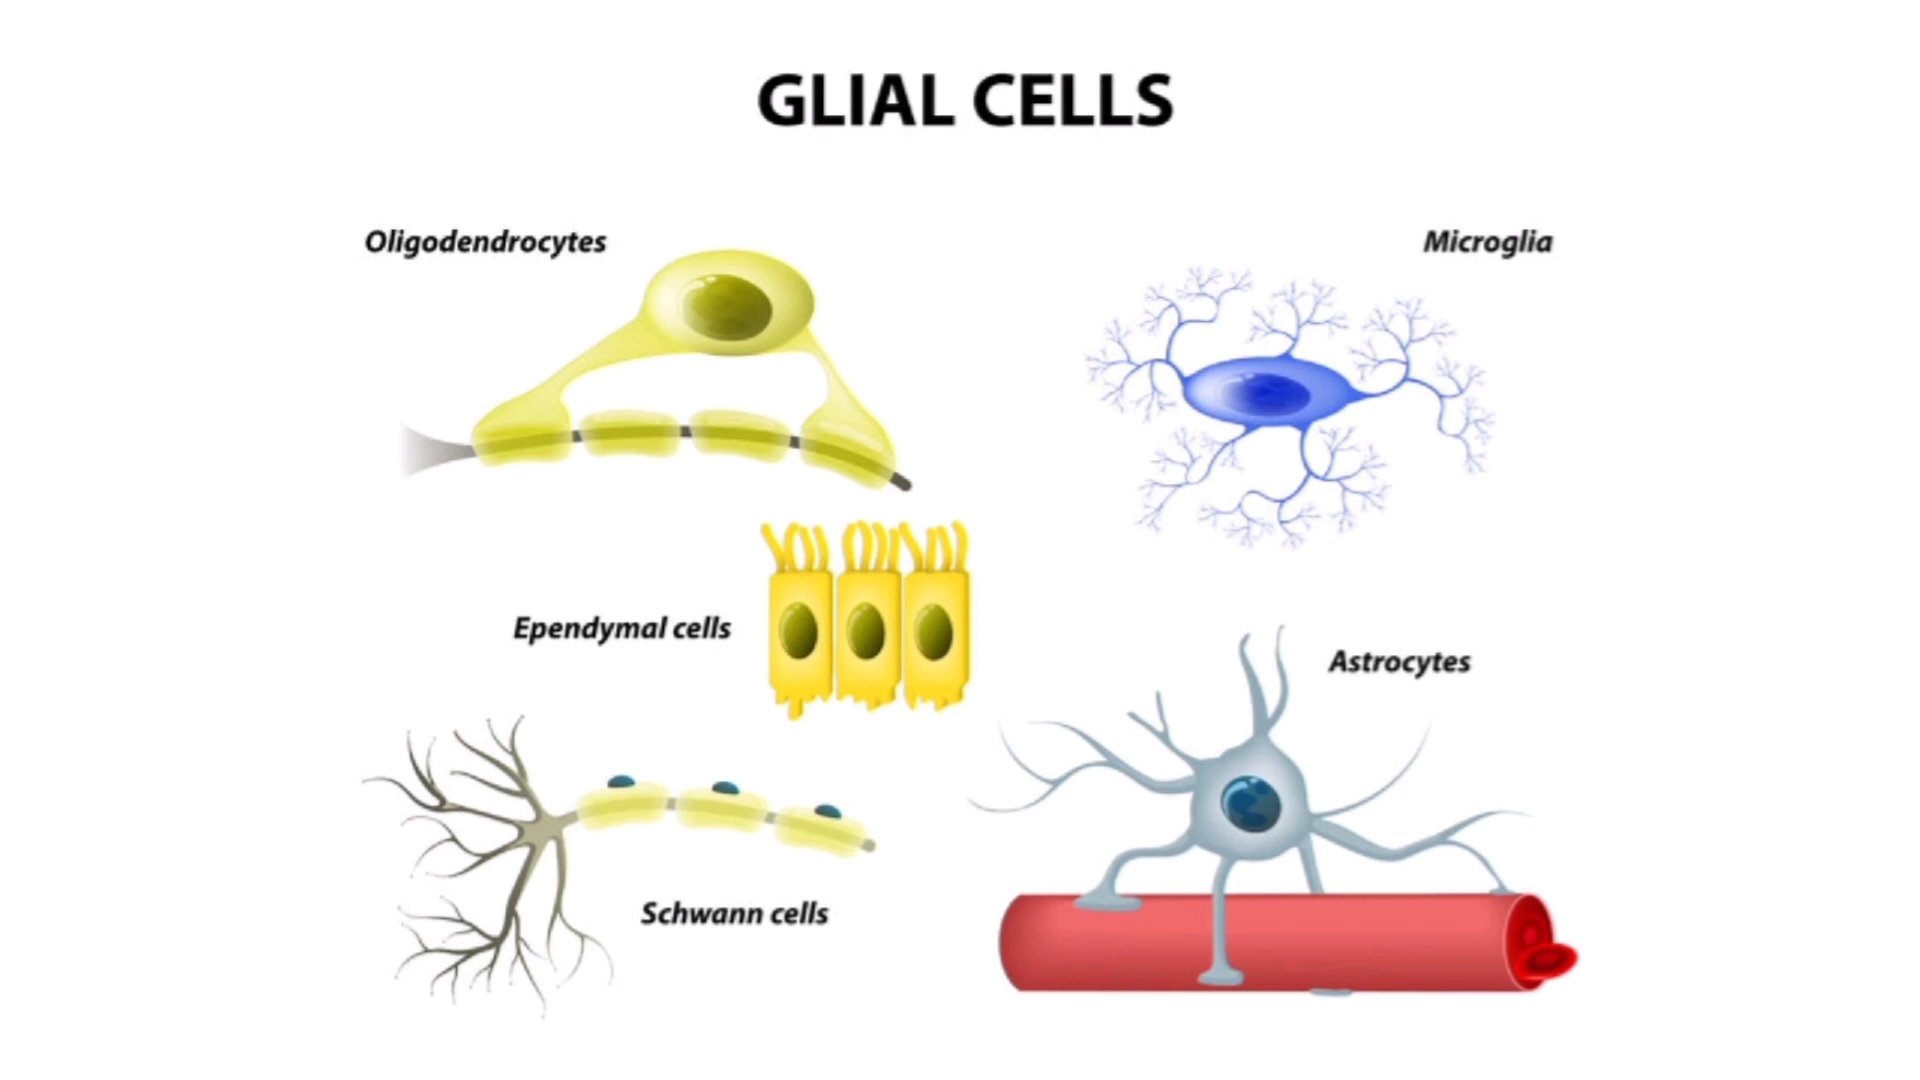 GLIAL CELLS
Oligodendrocytes
Microglia
Ependymal cells
Astrocytes
Schwann cells